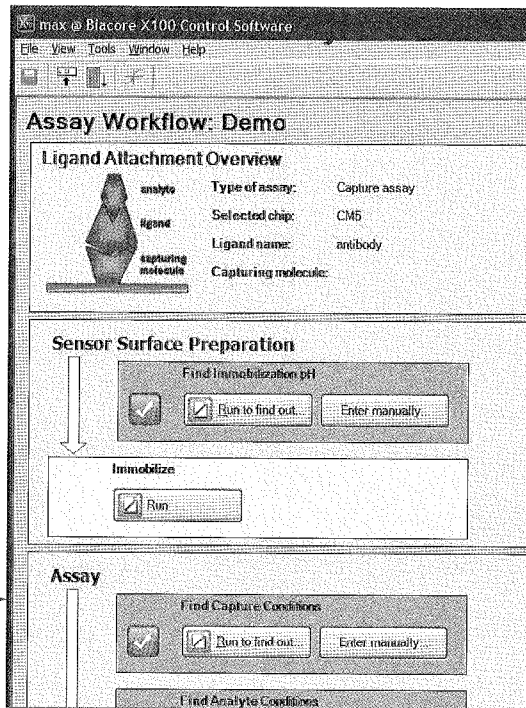 max @ Biacore X100 Control Software
File View Tools Window Help
Assay Workflow: Demo
Ligand Attachment Overview
analyte
ligand
capturing
molecule
Type of assay: Capture assay
Selected chip: CM5
Ligand name: antibody
Capturing molecule:
Sensor Surface Preparation
Find Immobilization pH
Run to find out... Enter manually...
Immobilize
Run
Assay
Find Capture Conditions
Run to find out... Enter manually...
Find Analyte Conditions